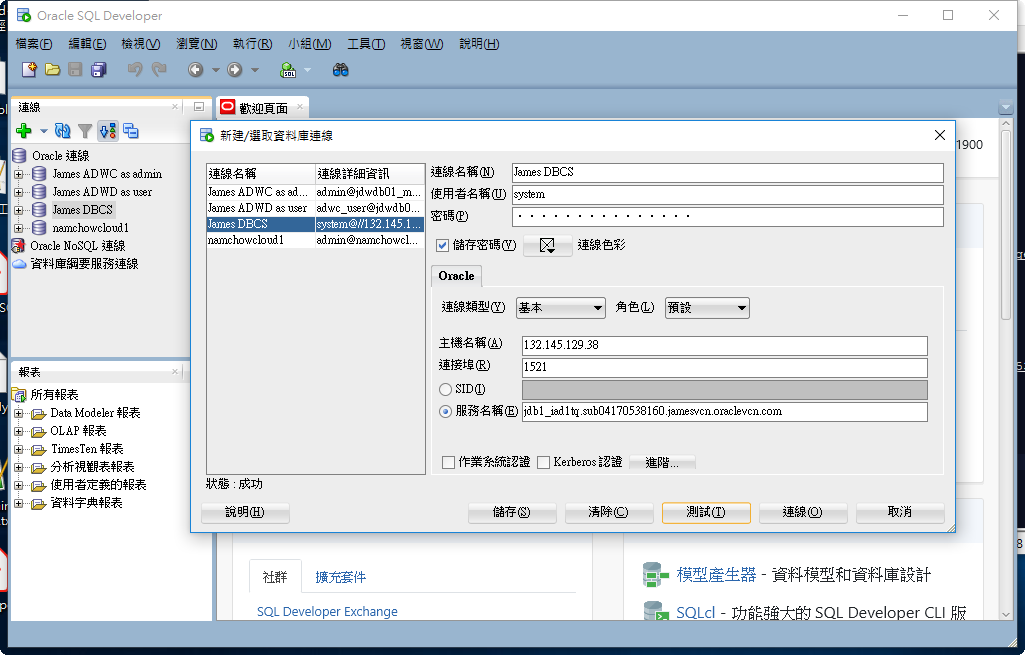 Oracle SQL Developer
檔案(F) 編輯(E) 檢視(V) 瀏覽(N) 執行(R) 小組(M) 工具(T) 視窗(W) 說明(H)
SQL
連線
歡迎頁面
Oracle 連線
James ADWC as admin
James ADWD as user
James DBCS
namchowcloud1
Oracle NoSQL 連線
資料庫綱要服務連線
報表
所有報表
Data Modeler 報表
OLAP 報表
TimesTen 報表
分析視觀表報表
使用者定義的報表
資料字典報表
1900
新建/選取資料庫連線
連線名稱 連線詳細資訊
James ADWC as ad... admin@jdwdb01_m...
James ADWD as user adwc_user@jdwdb0...
James DBCS system@//132.145.1...
namchowcloud1 admin@namchowcl...
連線名稱(N) James DBCS
使用者名稱(U) system
密碼(P)
儲存密碼(V) 連線色彩
Oracle
連線類型(Y) 基本 角色(L) 預設
主機名稱(A) 132.145.129.38
連接埠(R) 1521
SID(I)
服務名稱(E) jdb1_iad1tq.sub04170538160.jamesvcn.oraclevcn.com
作業系統認證 Kerberos 認證 進階...
狀態 : 成功
說明(H) 儲存(S) 清除(C) 測試(T) 連線(O) 取消
社群 擴充套件
SQL Developer Exchange
模型產生器 - 資料模型和資料庫設計
SQLcl - 功能強大的 SQL Developer CLI 版